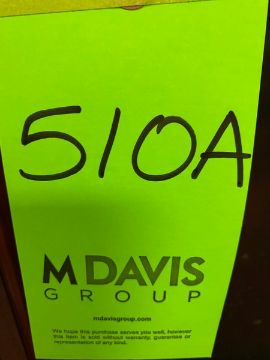 510A
M DAVIS
GROUP
mdavisgroup.com
We hope this purchase serves you well, however
this item is sold without warranty, guarantee or
representation of any kind.